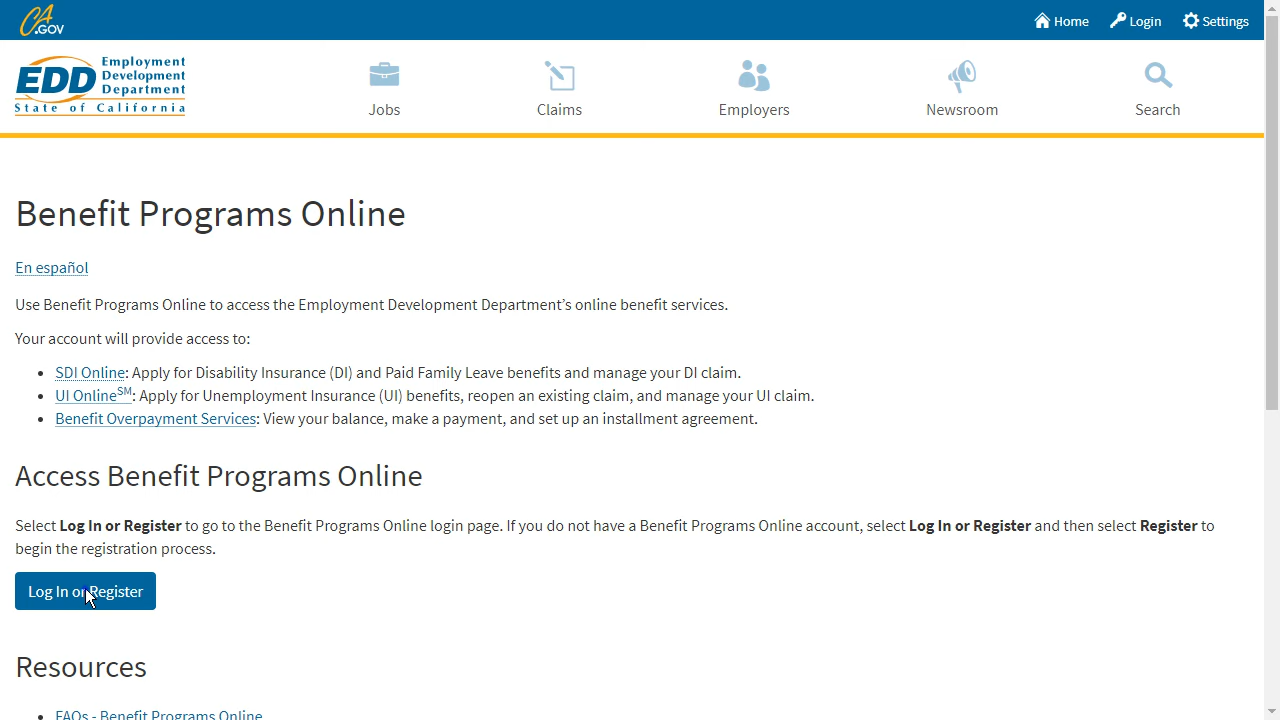 CA.GOV
Home
Login
Settings
EDD
Employment
Development
Department
State of California
Jobs
Claims
Employers
Newsroom
Search
Benefit Programs Online
En español
Use Benefit Programs Online to access the Employment Development Department’s online benefit services.
Your account will provide access to:
SDI Online: Apply for Disability Insurance (DI) and Paid Family Leave benefits and manage your DI claim.
UI OnlineSM: Apply for Unemployment Insurance (UI) benefits, reopen an existing claim, and manage your UI claim.
Benefit Overpayment Services: View your balance, make a payment, and set up an installment agreement.
Access Benefit Programs Online
Select Log In or Register to go to the Benefit Programs Online login page. If you do not have a Benefit Programs Online account, select Log In or Register and then select Register to
begin the registration process.
Log In or Register
Resources
FAQs - Benefit Programs Online